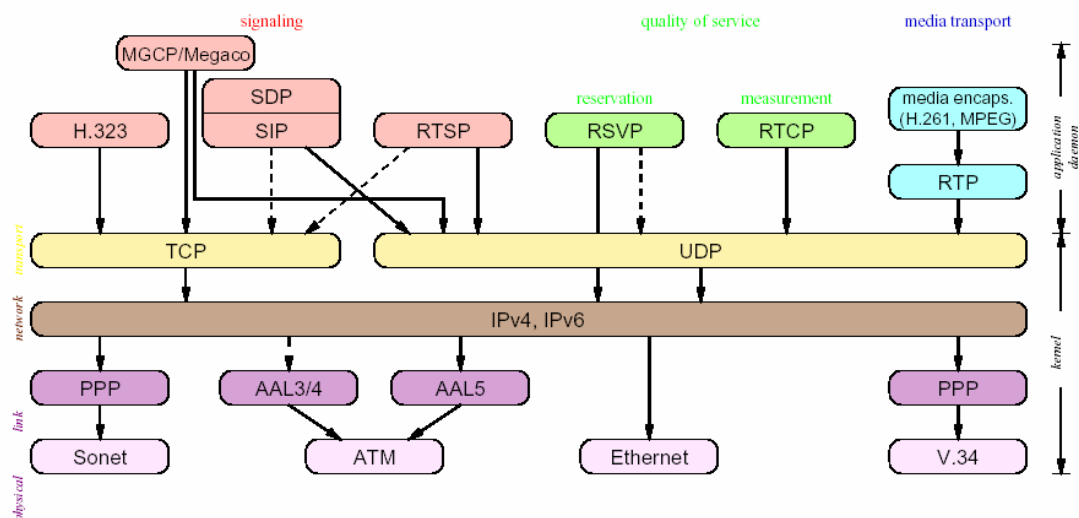 signaling
quality of service
media transport
MGCP/Megaco
SDP
SIP
H.323
RTSP
reservation
RSVP
measurement
RTCP
media encaps.
(H.261, MPEG)
RTP
application
daemon
transport
TCP
UDP
network
IPv4, IPv6
kernel
PPP
AAL3/4
AAL5
PPP
link
Sonet
ATM
Ethernet
V.34
physical